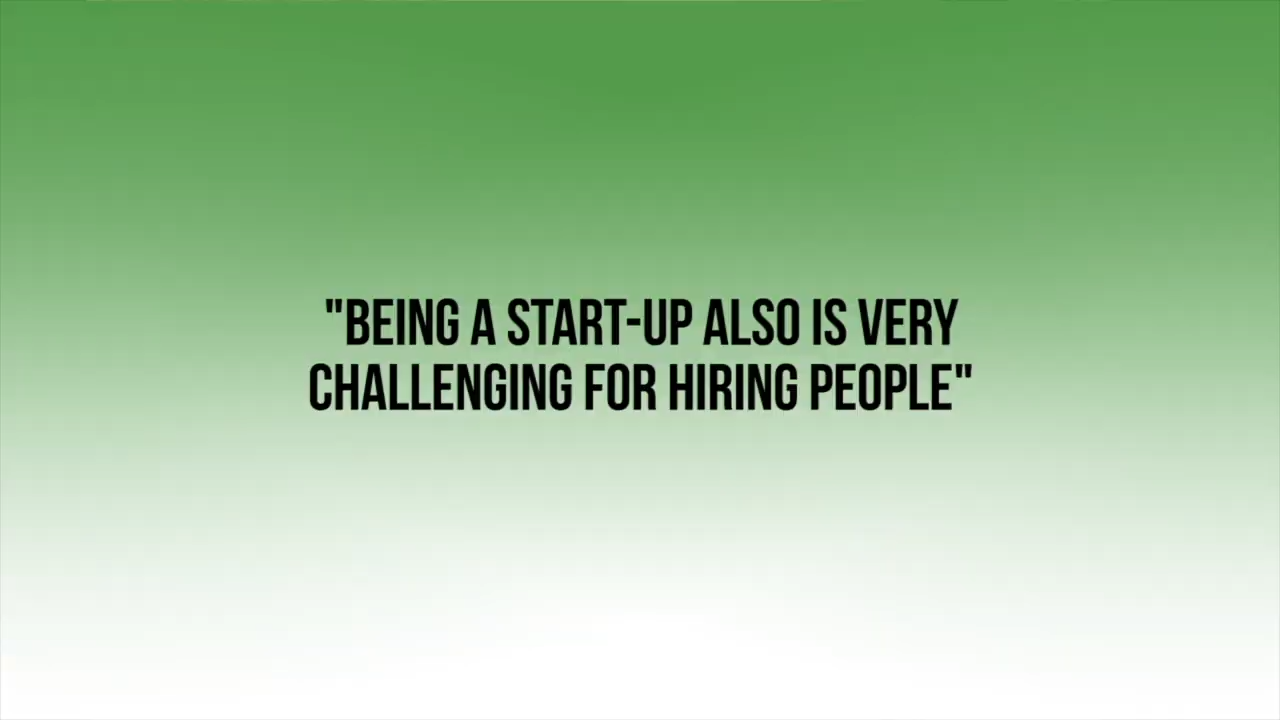 "BEING A START-UP ALSO IS VERY
CHALLENGING FOR HIRING PEOPLE"